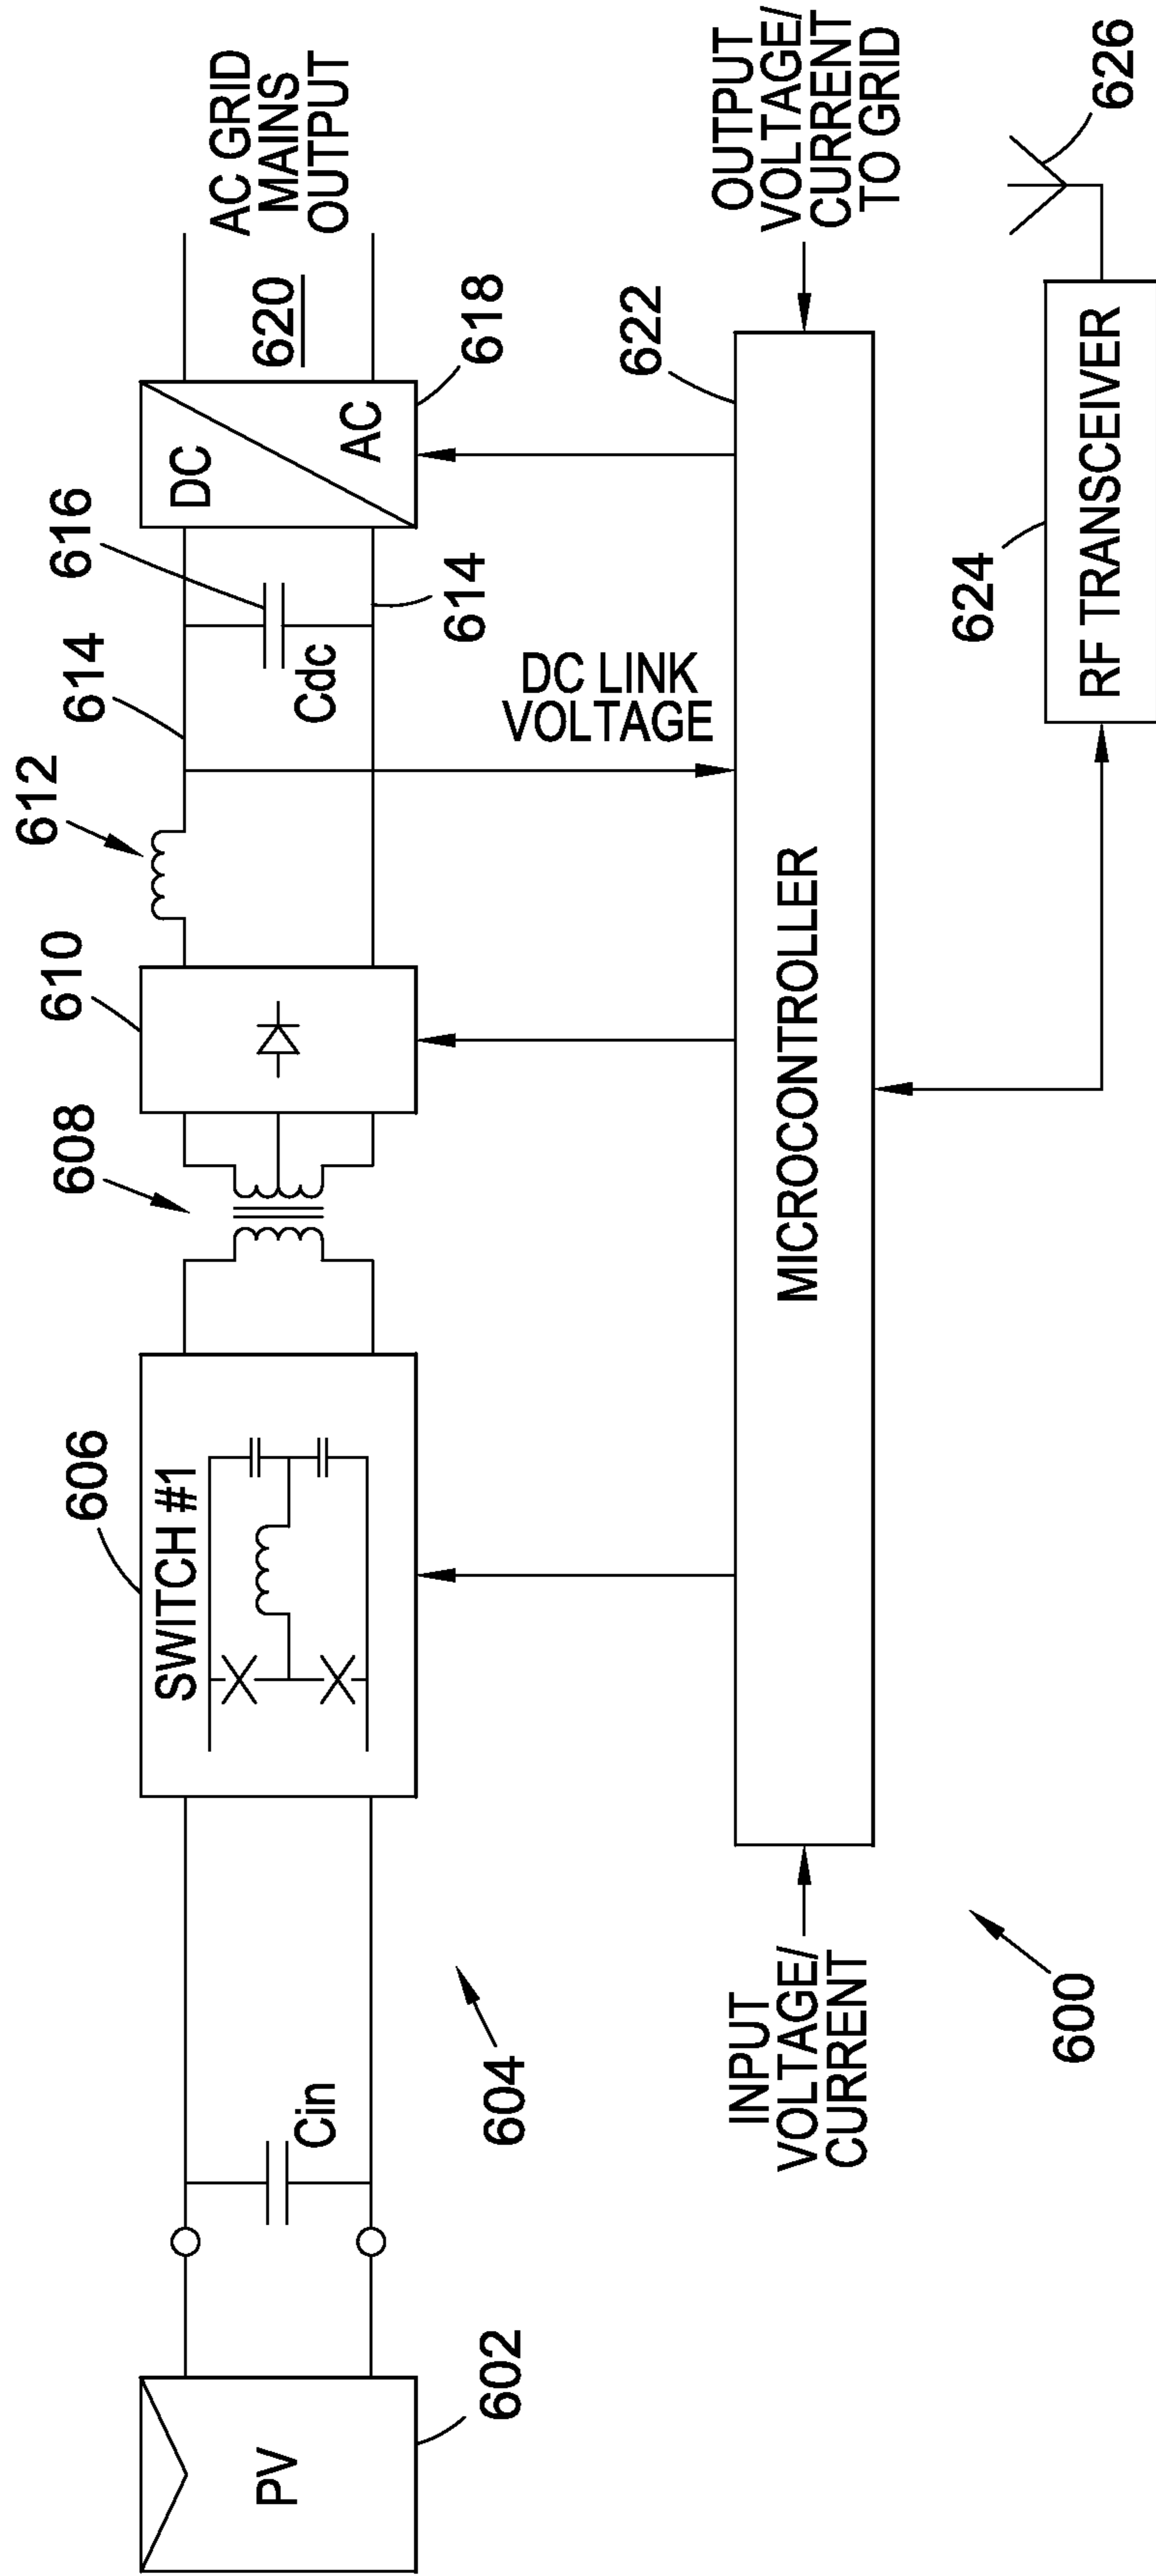 612
614
616
610
608
606
SWITCH #1
DC
AC
620
AC GRID
MAINS
OUTPUT
618
Cdc
614
DC LINK
VOLTAGE
Cin
PV
602
604
622
INPUT
VOLTAGE/
CURRENT
MICROCONTROLLER
OUTPUT
VOLTAGE/
CURRENT
TO GRID
600
624
RF TRANSCEIVER
626